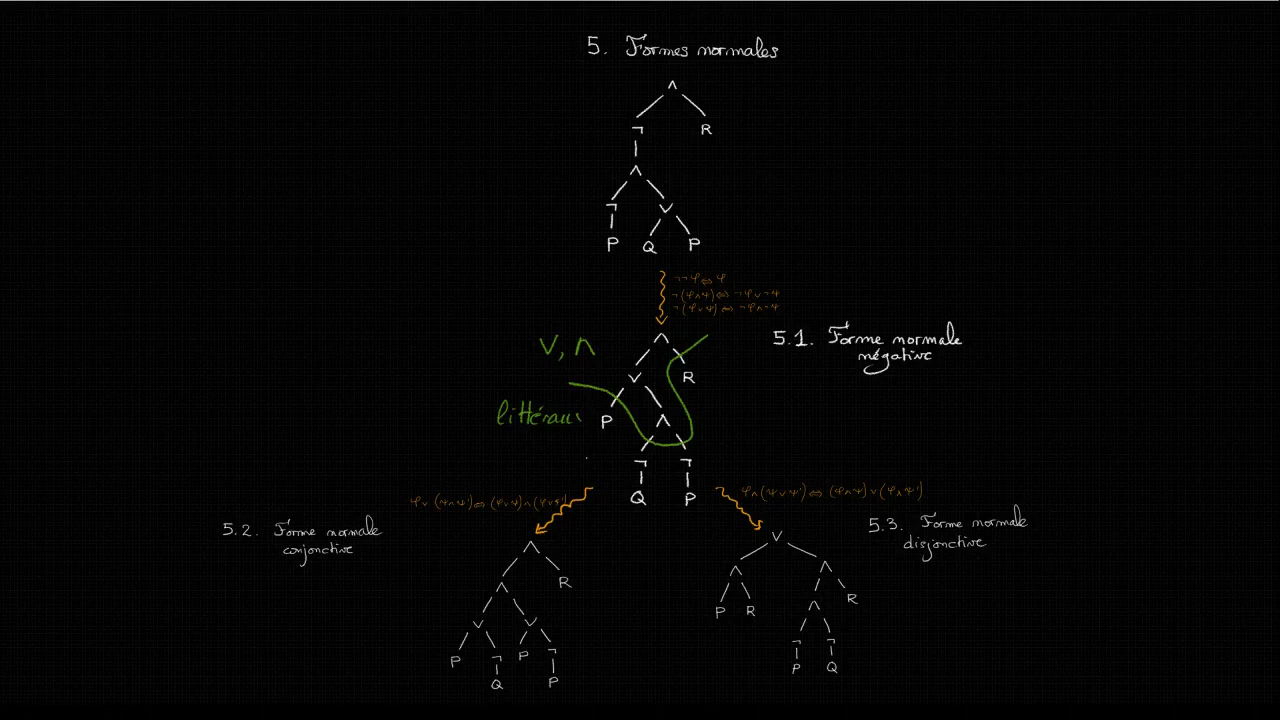 5. Formes normales
∧
¬ R
∧
¬ ∨
P Q P
¬¬φ ⇔ φ
¬(φ∧ψ) ⇔ ¬φ∨¬ψ
¬(φ∨ψ) ⇔ ¬φ∧¬ψ
5.1. Forme normale
négative
∨, ∧
∧
∨ R
littéraux
P ∧
¬ ¬
Q P
φ∨(ψ∧ψ')⇔(φ∨ψ)∧(φ∨ψ')
φ∧(ψ∨ψ')⇔(φ∧ψ)∨(φ∧ψ')
5.2. Forme normale
conjonctive
∧
∧ R
∨ ∨
P ¬ P ¬
Q P
5.3. Forme normale
disjonctive
∨
∧ ∧
P R ∧ R
¬ ¬
P Q